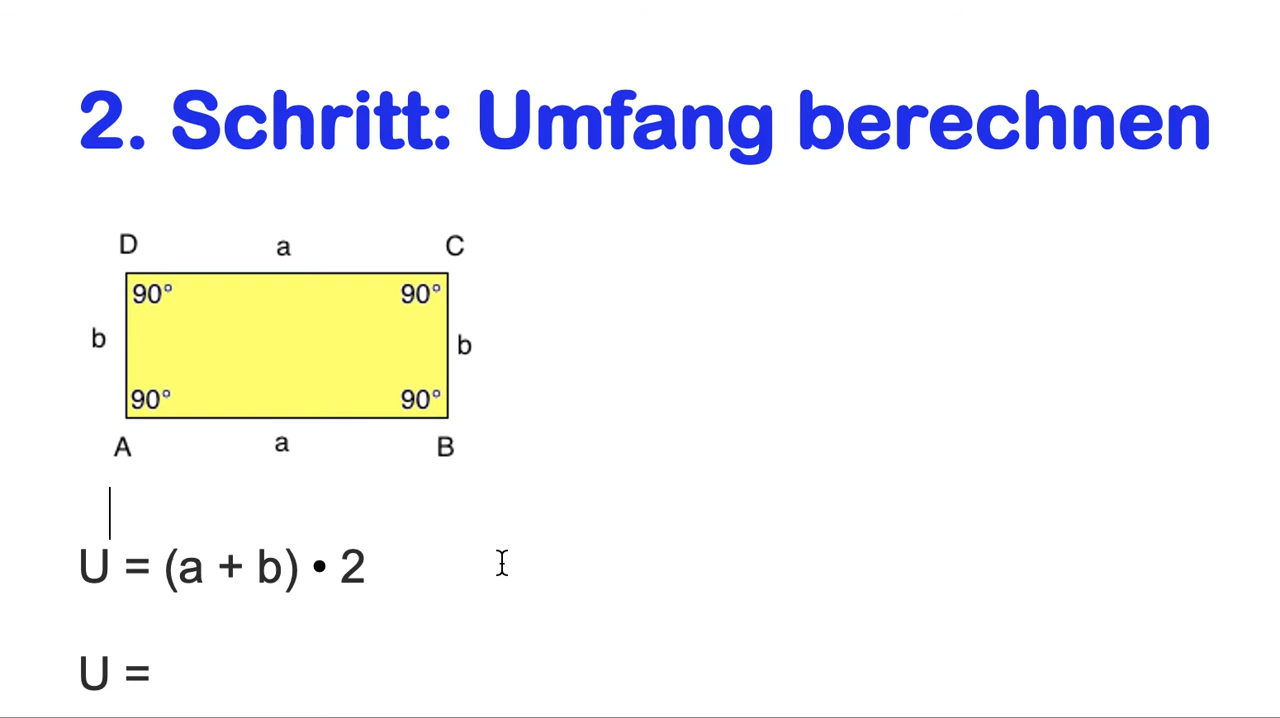 2. Schritt: Umfang berechnen
D a C
90° 90°
b b
90° 90°
A a B
U = (a + b) • 2
U =